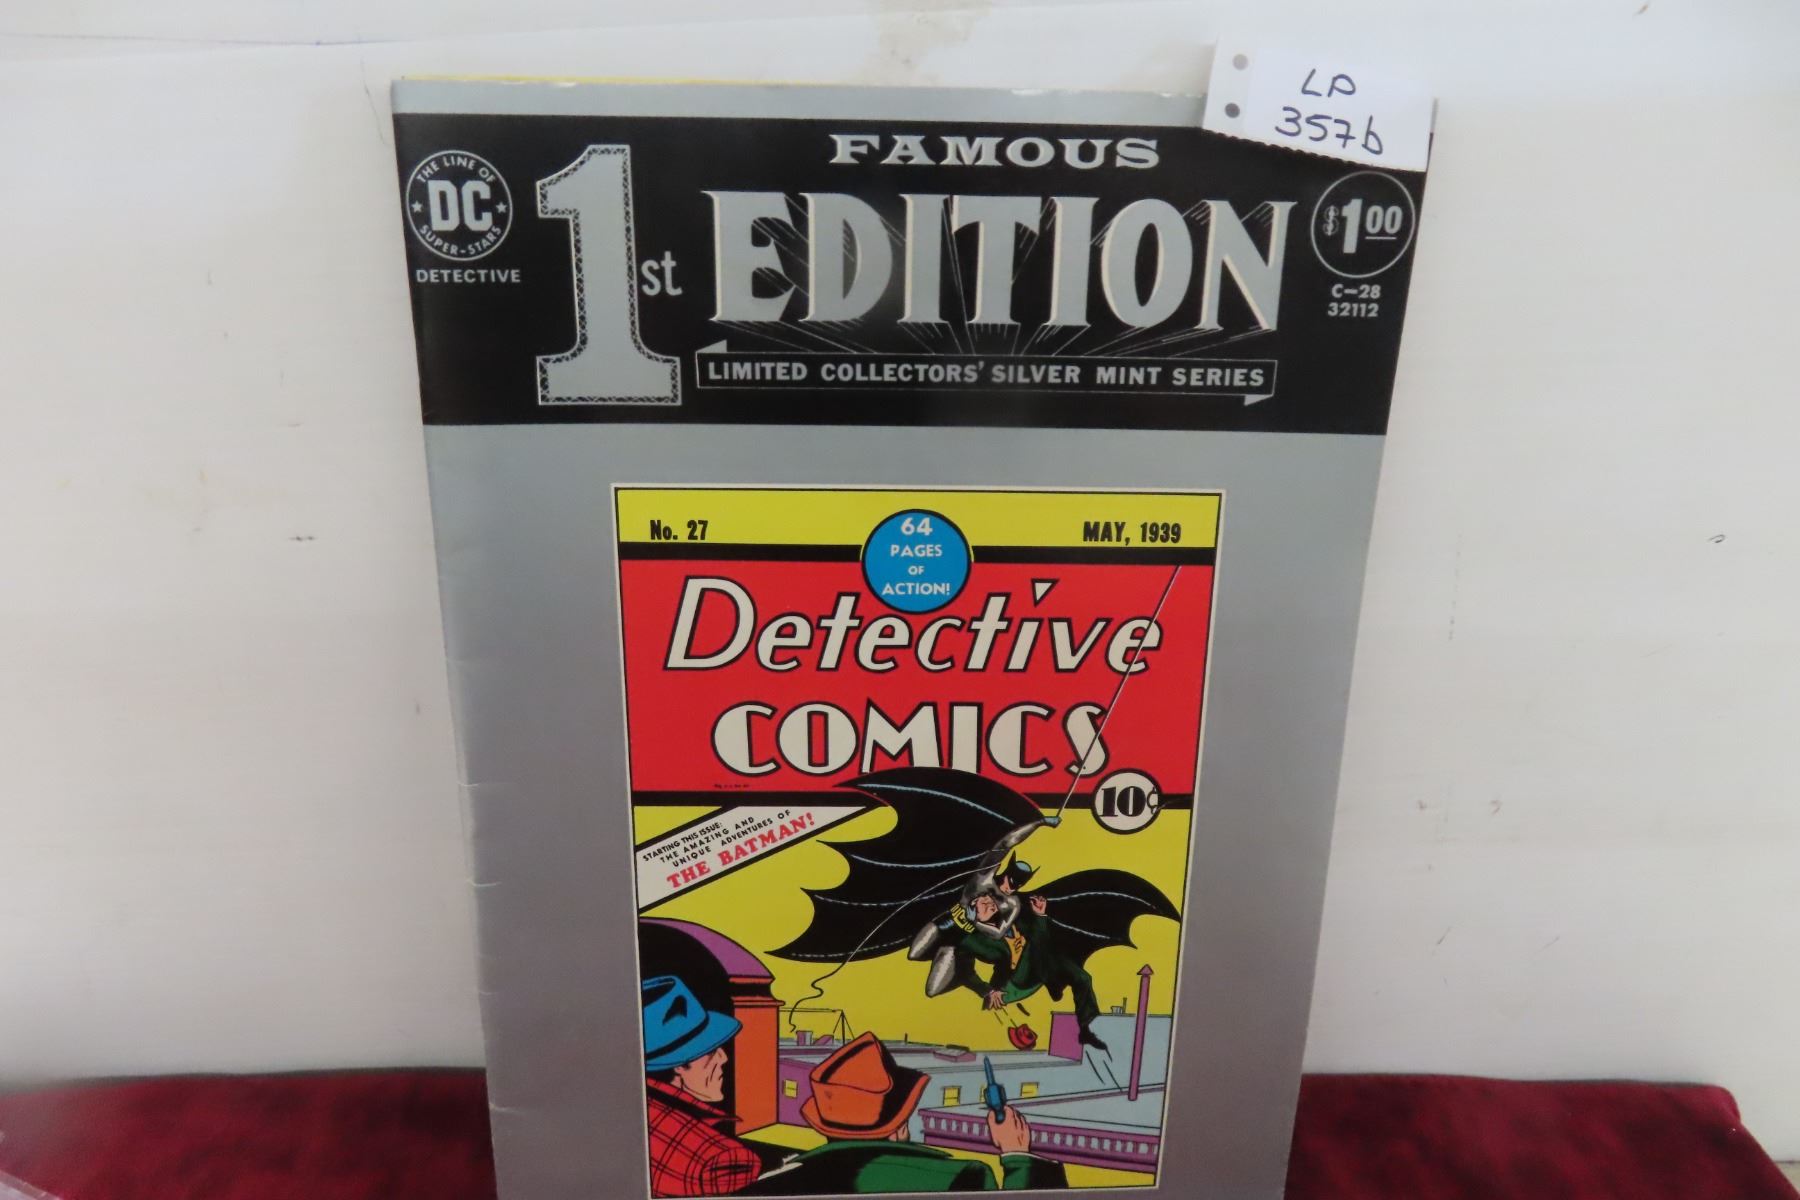 LP
357b
THE LINE OF
DC
SUPER-STARS
DETECTIVE
1st
FAMOUS
EDITION
LIMITED COLLECTORS' SILVER MINT SERIES
$1.00
C-28
32112
No. 27
64
PAGES
OF
ACTION!
MAY, 1939
Detective
COMICS
10¢
STARTING THIS ISSUE:
THE AMAZING AND
UNIQUE ADVENTURES OF
THE BATMAN!